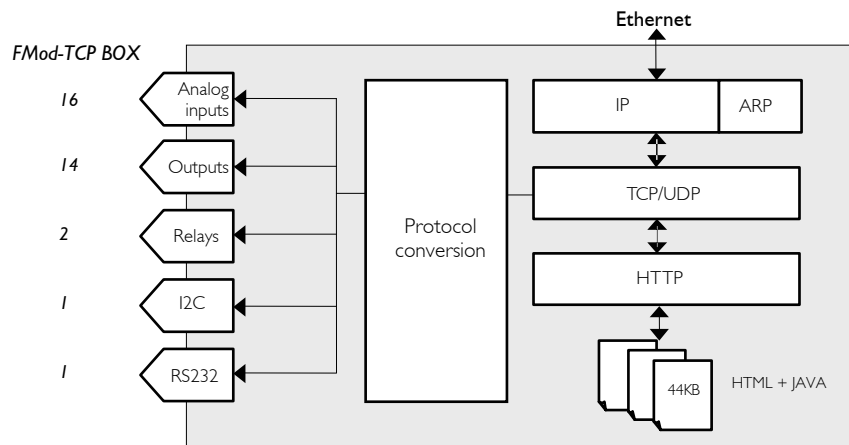 Ethernet
FMod-TCP BOX
16
Analog
inputs
14
Outputs
2
Relays
1
I2C
1
RS232
Protocol
conversion
IP
ARP
TCP/UDP
HTTP
44KB
HTML + JAVA